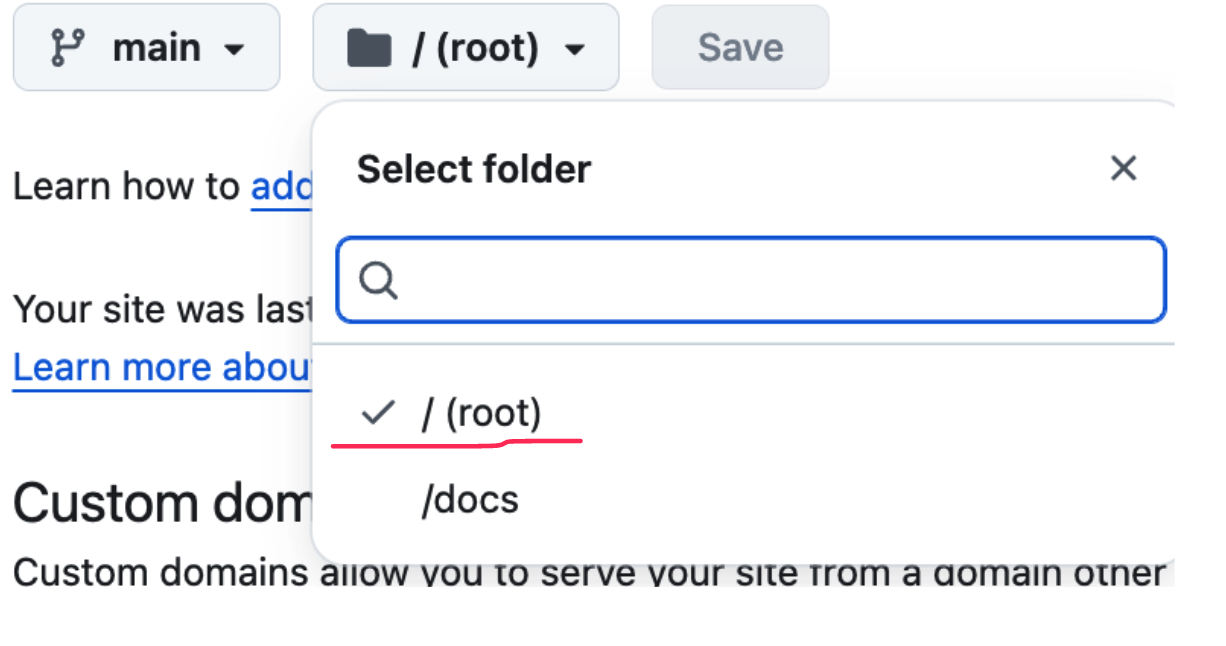 main
/ (root)
Save
Select folder
Learn how to add
Your site was last
Learn more abou
/ (root)
/docs
Custom dom
Custom domains allow you to serve your site from a domain other